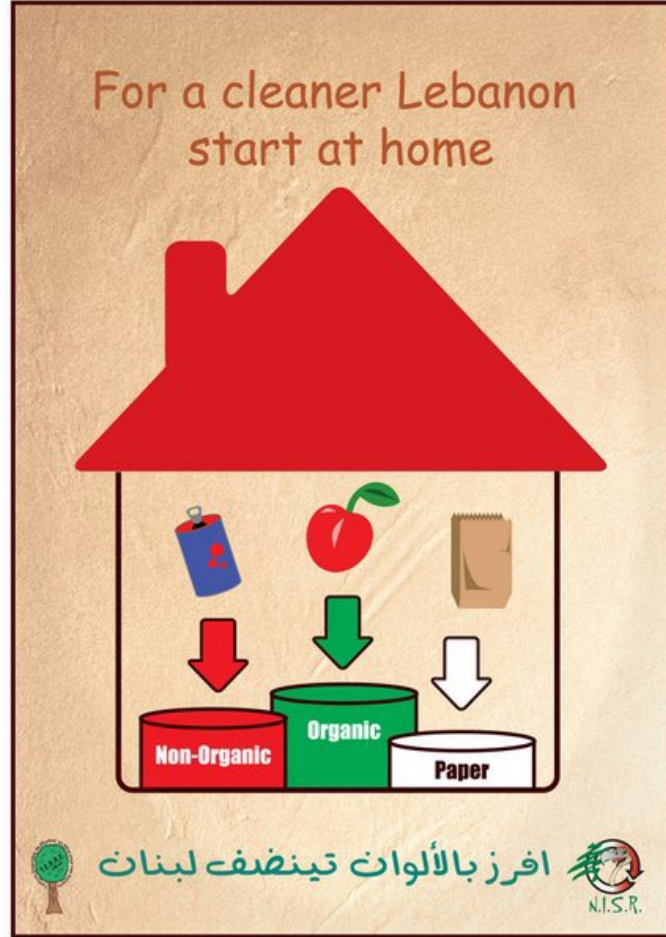 For a cleaner Lebanon
start at home
Non-Organic
Organic
Paper
افرز بالألوان تينضف لبنان
N.I.S.R.